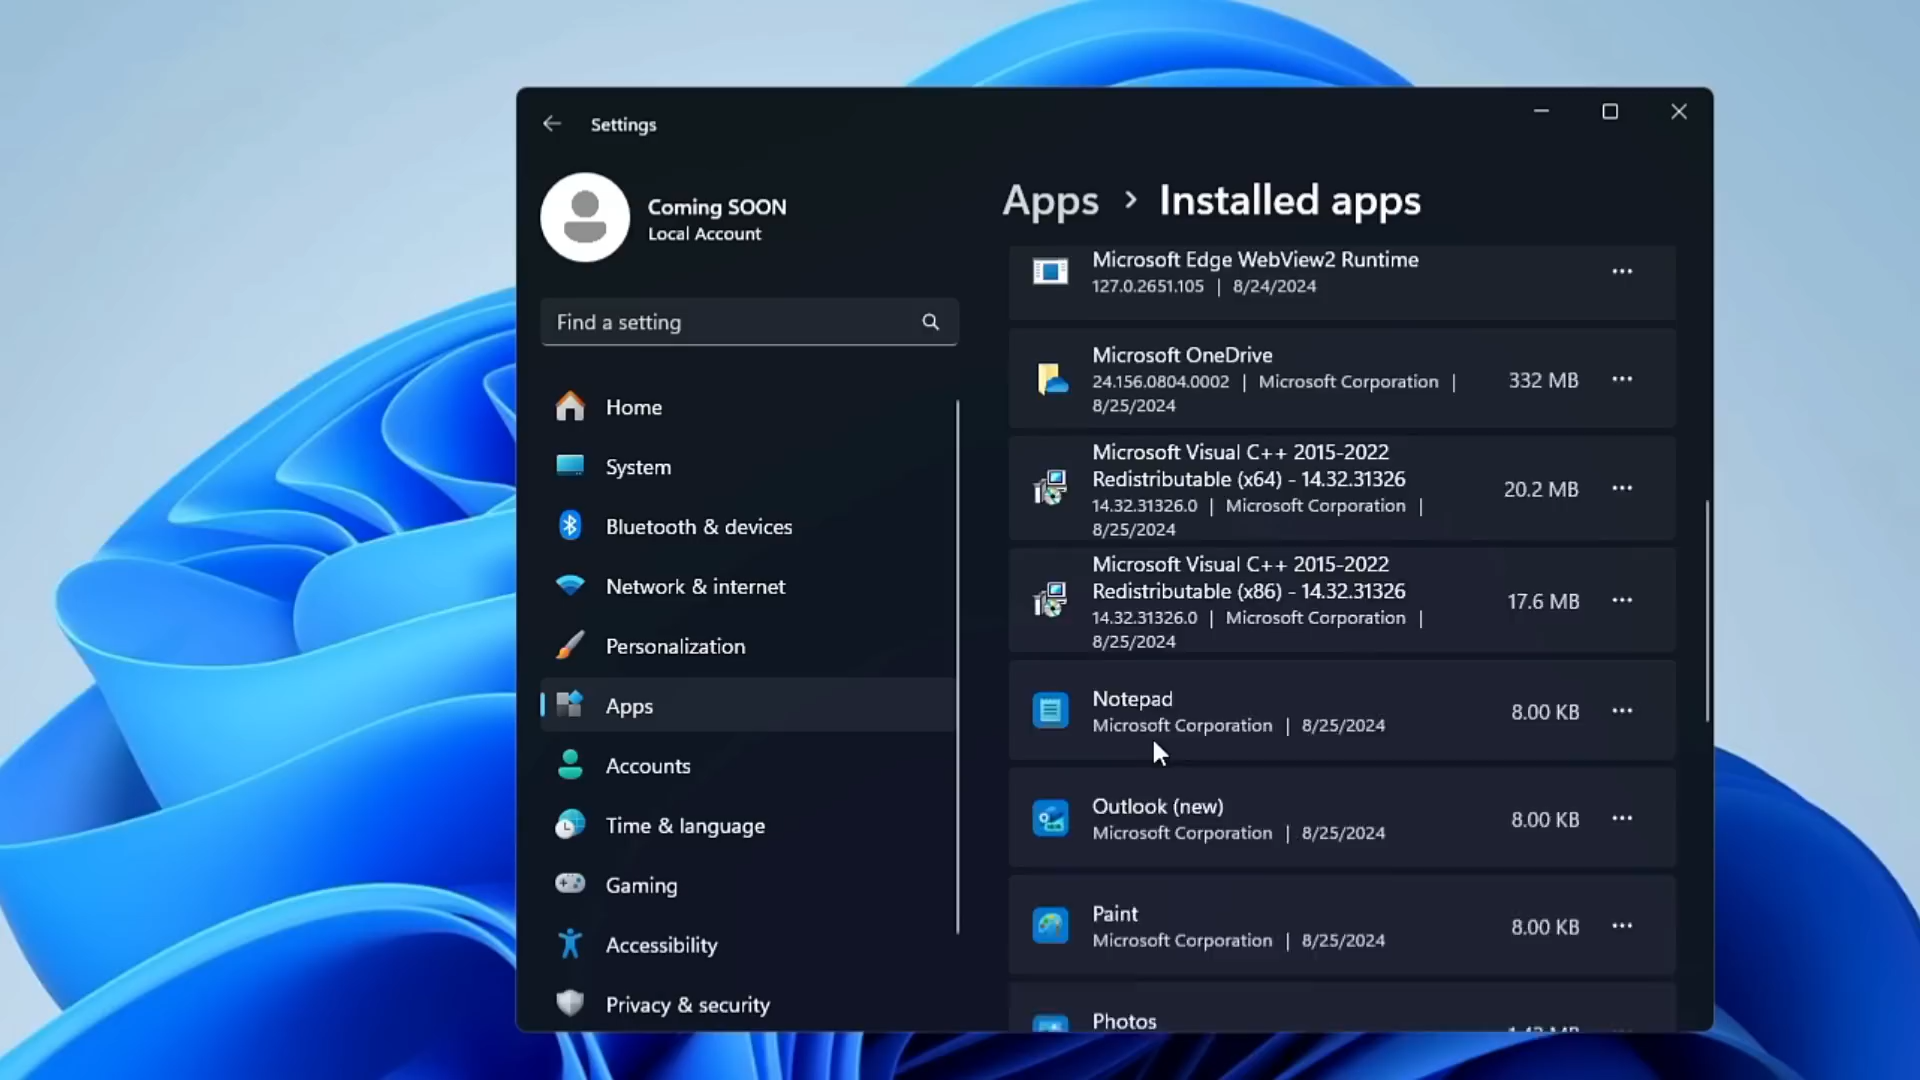 Settings
Coming SOON
Local Account
Find a setting
Home
System
Bluetooth & devices
Network & internet
Personalization
Apps
Accounts
Time & language
Gaming
Accessibility
Privacy & security
Apps > Installed apps
Microsoft Edge WebView2 Runtime
127.0.2651.105 | 8/24/2024
Microsoft OneDrive
24.156.0804.0002 | Microsoft Corporation |
8/25/2024
332 MB
Microsoft Visual C++ 2015-2022
Redistributable (x64) - 14.32.31326
14.32.31326.0 | Microsoft Corporation |
8/25/2024
20.2 MB
Microsoft Visual C++ 2015-2022
Redistributable (x86) - 14.32.31326
14.32.31326.0 | Microsoft Corporation |
8/25/2024
17.6 MB
Notepad
Microsoft Corporation | 8/25/2024
8.00 KB
Outlook (new)
Microsoft Corporation | 8/25/2024
8.00 KB
Paint
Microsoft Corporation | 8/25/2024
8.00 KB
Photos